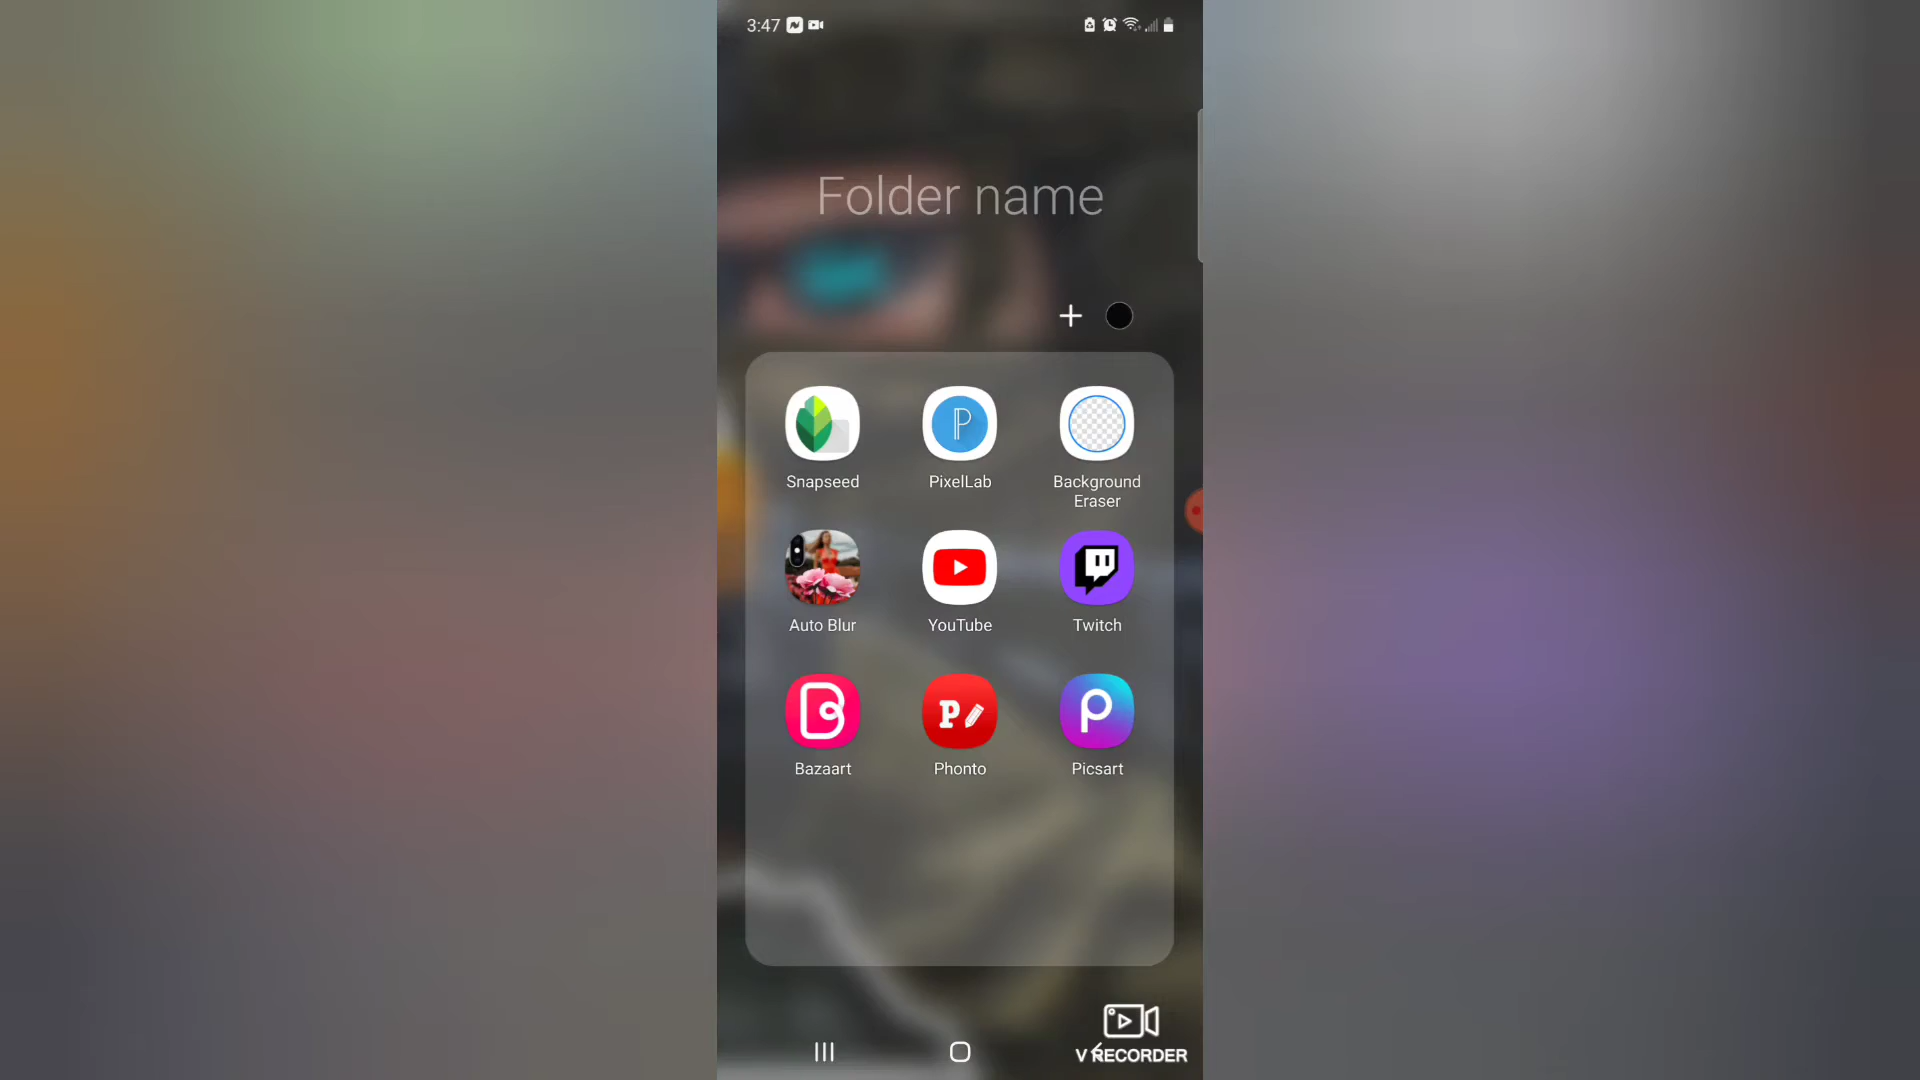 3:47
Folder name
Snapseed
PixelLab
Background
Eraser
Auto Blur
YouTube
Twitch
Bazaart
Phonto
Picsart
V RECORDER